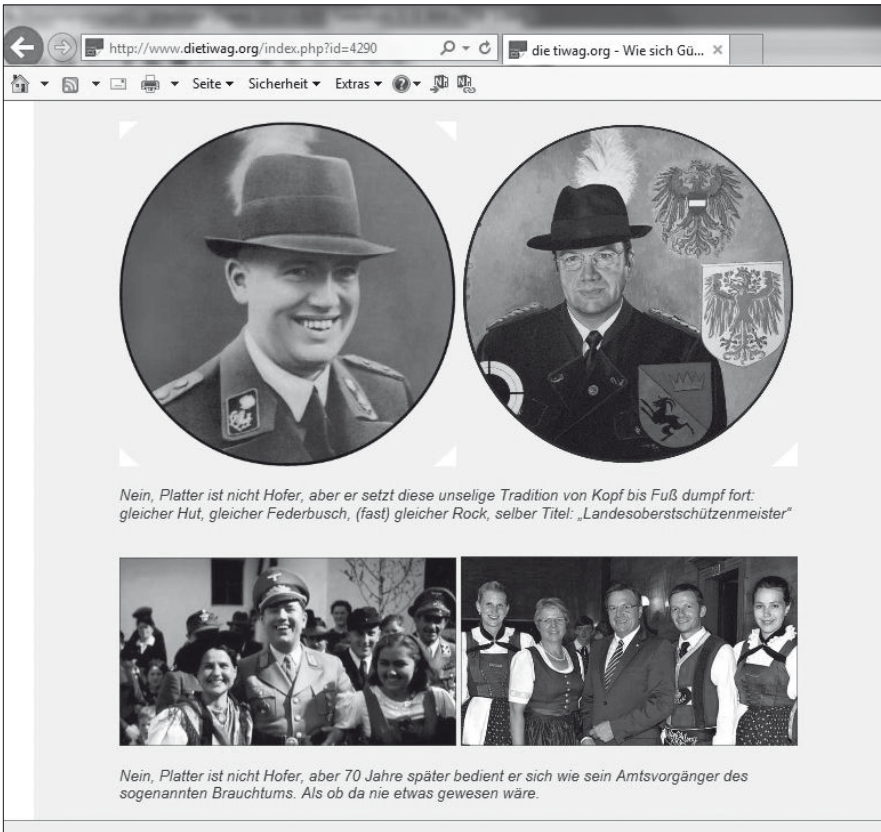 http://www.dietiwag.org/index.php?id=4290
die tiwag.org - Wie sich Gü...
Seite Sicherheit Extras
Nein, Platter ist nicht Hofer, aber er setzt diese unselige Tradition von Kopf bis Fuß dumpf fort:
gleicher Hut, gleicher Federbusch, (fast) gleicher Rock, selber Titel: „Landesoberstschützenmeister“
Nein, Platter ist nicht Hofer, aber 70 Jahre später bedient er sich wie sein Amtsvorgänger des
sogenannten Brauchtums. Als ob da nie etwas gewesen wäre.